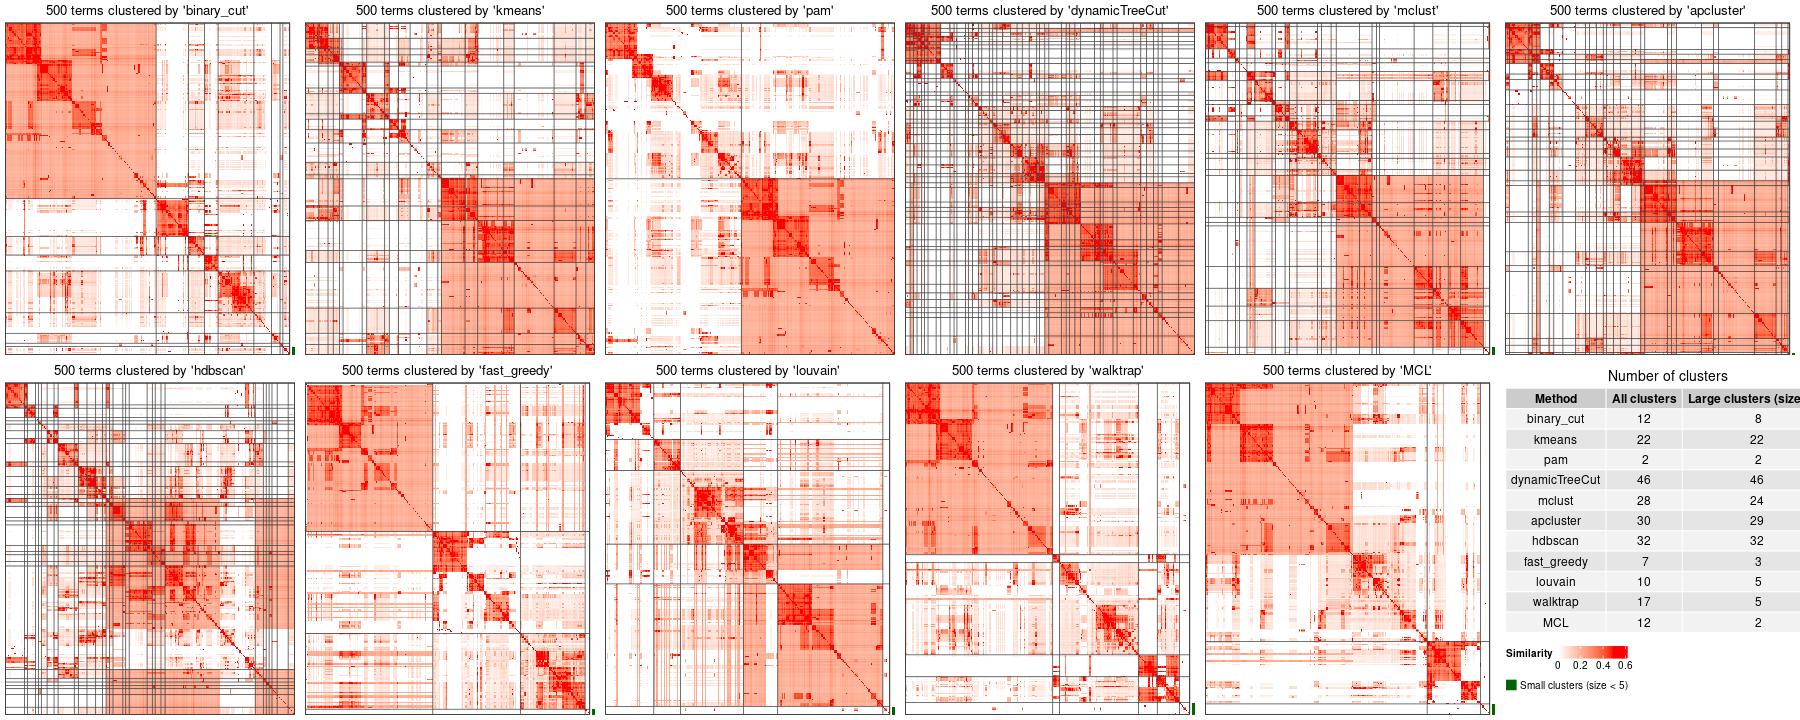 500 terms clustered by 'binary_cut'
500 terms clustered by 'kmeans'
500 terms clustered by 'pam'
500 terms clustered by 'dynamicTreeCut'
500 terms clustered by 'mclust'
500 terms clustered by 'apcluster'
500 terms clustered by 'hdbscan'
500 terms clustered by 'fast_greedy'
500 terms clustered by 'louvain'
500 terms clustered by 'walktrap'
500 terms clustered by 'MCL'
Number of clusters
Method All clusters Large clusters (size
binary_cut 12 8
kmeans 22 22
pam 2 2
dynamicTreeCut 46 46
mclust 28 24
apcluster 30 29
hdbscan 32 32
fast_greedy 7 3
louvain 10 5
walktrap 17 5
MCL 12 2
Similarity
0 0.2 0.4 0.6
Small clusters (size < 5)